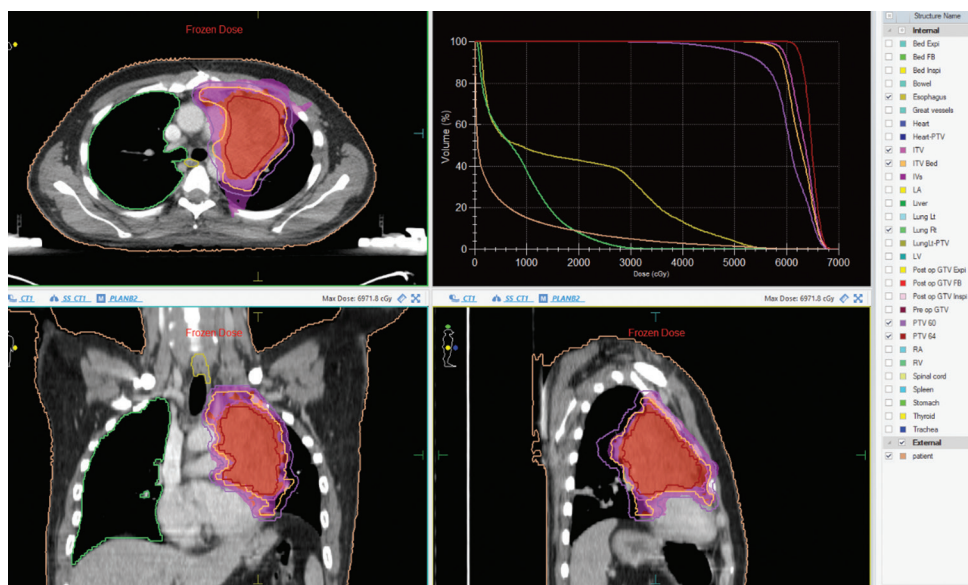 Frozen Dose
Volume (%)
100
80
60
40
20
0
0 1000 2000 3000 4000 5000 6000 7000
Dose (cGy)
CT1 SS_CT1 M PLANB2 Max Dose: 6971.8 cGy
CT1 SS_CT1 M PLANB2 Max Dose: 6971.8 cGy
Frozen Dose
Frozen Dose
Structure Name
Internal
Bed Expi
Bed FB
Bed Inspi
Bowel
Esophagus
Great vessels
Heart
Heart-PTV
ITV
ITV Bed
IVs
LA
Liver
Lung Lt
Lung Rt
LungLt-PTV
LV
Post op GTV Expi
Post op GTV FB
Post op GTV Inspi
Pre op GTV
PTV 60
PTV 64
RA
RV
Spinal cord
Spleen
Stomach
Thyroid
Trachea
External
patient